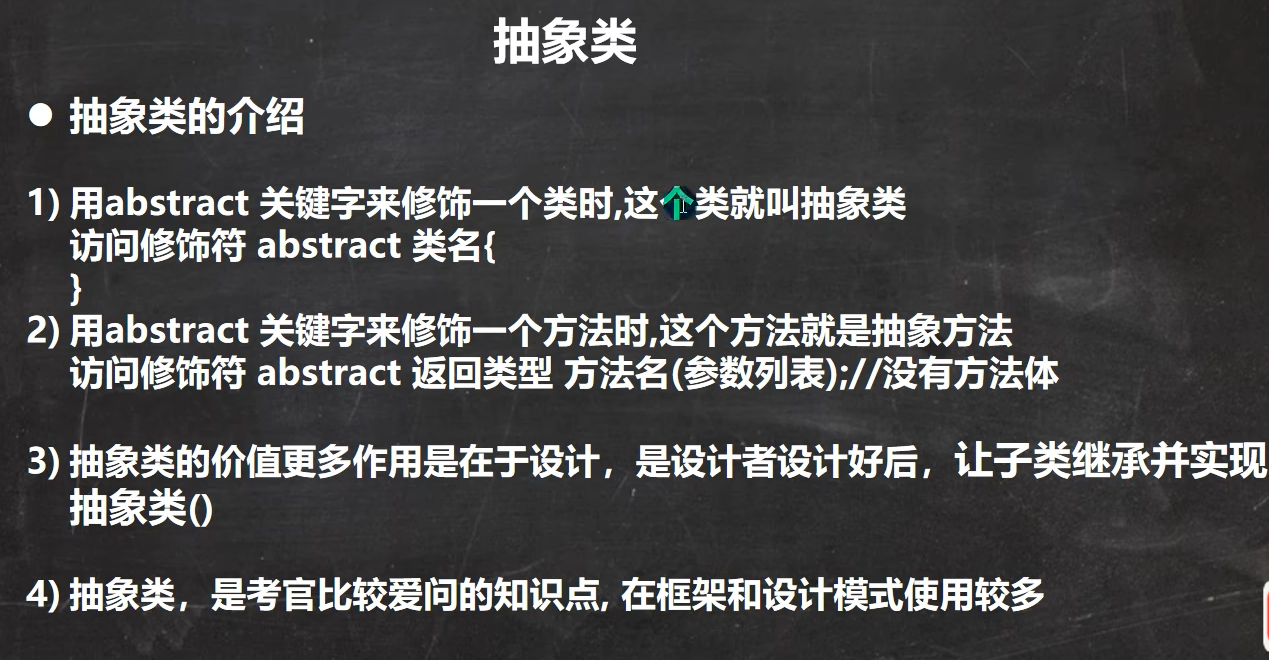 抽象类
● 抽象类的介绍
1) 用abstract 关键字来修饰一个类时,这个类就叫抽象类
访问修饰符 abstract 类名{
}
2) 用abstract 关键字来修饰一个方法时,这个方法就是抽象方法
访问修饰符 abstract 返回类型 方法名(参数列表);//没有方法体
3) 抽象类的价值更多作用是在于设计，是设计者设计好后，让子类继承并实现
抽象类()
4) 抽象类，是考官比较爱问的知识点, 在框架和设计模式使用较多